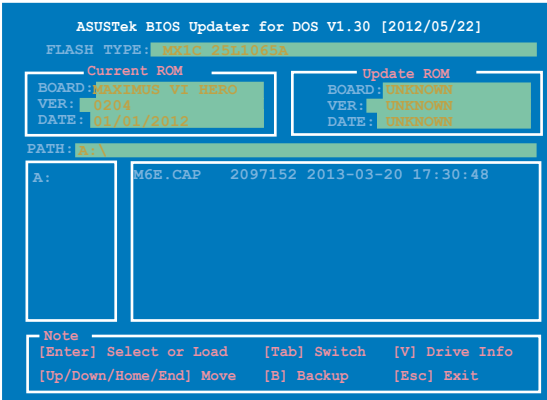 ASUSTek BIOS Updater for DOS V1.30 [2012/05/22]
FLASH TYPE: MX1C 25L1065A
Current ROM
BOARD: MAXIMUS VI HERO
VER: 0204
DATE: 01/01/2012
Update ROM
BOARD: UNKNOWN
VER: UNKNOWN
DATE: UNKNOWN
PATH: A:\
A:
M6E.CAP 2097152 2013-03-20 17:30:48
Note
[Enter] Select or Load [Tab] Switch [V] Drive Info
[Up/Down/Home/End] Move [B] Backup [Esc] Exit